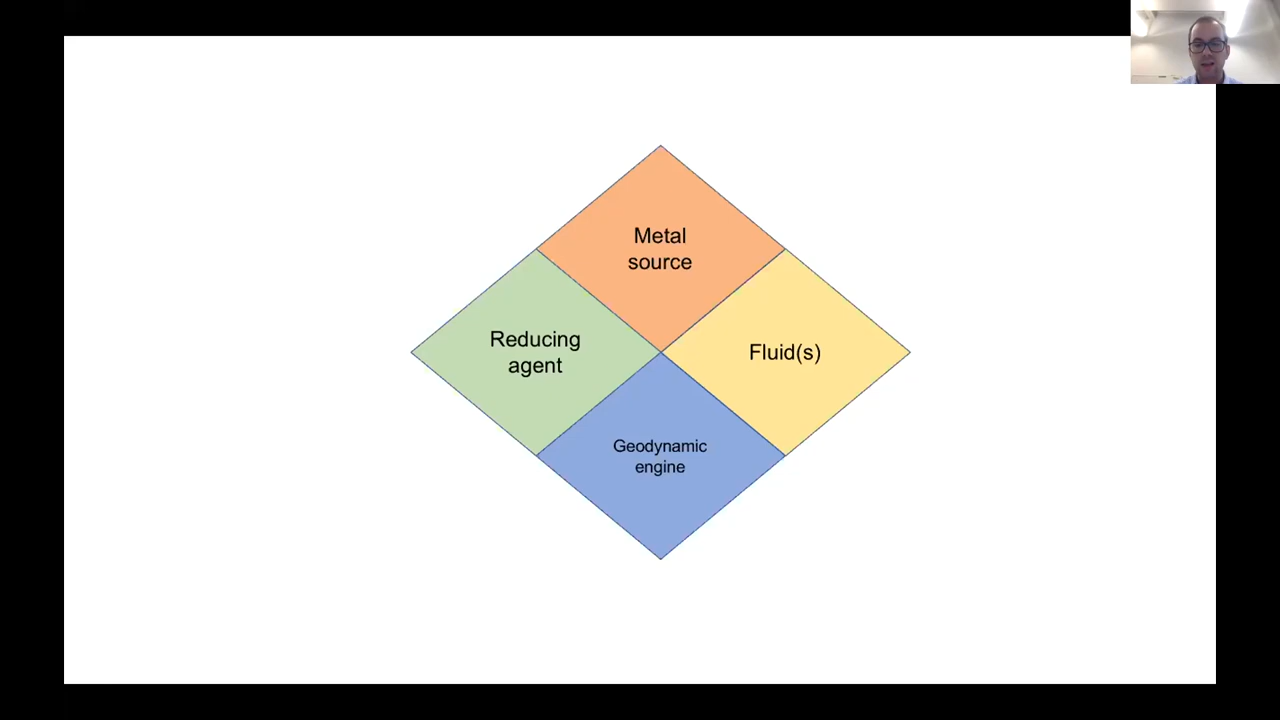 Metal
source
Reducing
agent
Fluid(s)
Geodynamic
engine